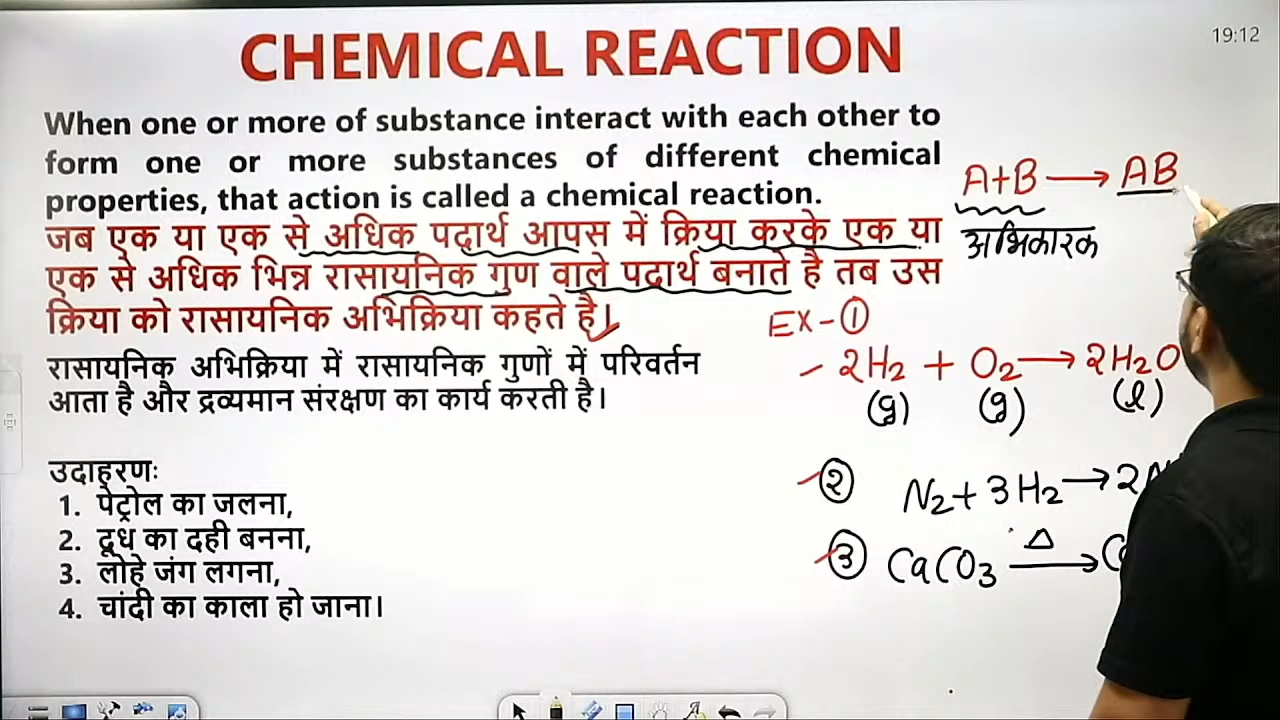 CHEMICAL REACTION
19:12
When one or more of substance interact with each other to
form one or more substances of different chemical
properties, that action is called a chemical reaction.
जब एक या एक से अधिक पदार्थ आपस में क्रिया करके एक या
एक से अधिक भिन्न रासायनिक गुण वाले पदार्थ बनाते है तब उस
क्रिया को रासायनिक अभिक्रिया कहते है।
रासायनिक अभिक्रिया में रासायनिक गुणों में परिवर्तन
आता है और द्रव्यमान संरक्षण का कार्य करती है।
उदाहरणः
1. पेट्रोल का जलना,
2. दूध का दही बनना,
3. लोहे जंग लगना,
4. चांदी का काला हो जाना।
A+B → AB
अभिकारक
EX-①
2H₂ + O₂ → 2H₂O
(g) (g) (l)
② N₂+3H₂ → 2
③ CaCO₃ Δ→